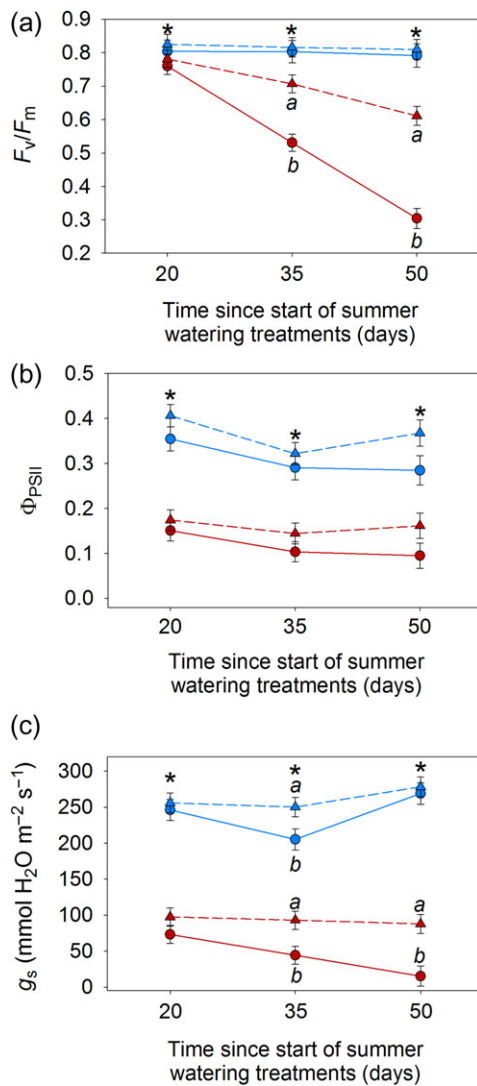 (a)
* * *
0.9
0.8
0.7
0.6
0.5
0.4
0.3
0.2
Fv/Fm
a
a
b
b
20 35 50
Time since start of summer
watering treatments (days)
(b)
0.5
0.4
0.3
0.2
0.1
0.0
ΦPSII
* * *
20 35 50
Time since start of summer
watering treatments (days)
(c)
300
250
200
150
100
50
0
gs (mmol H2O m−2 s−1)
* * *
a
b
a a
b b
20 35 50
Time since start of summer
watering treatments (days)